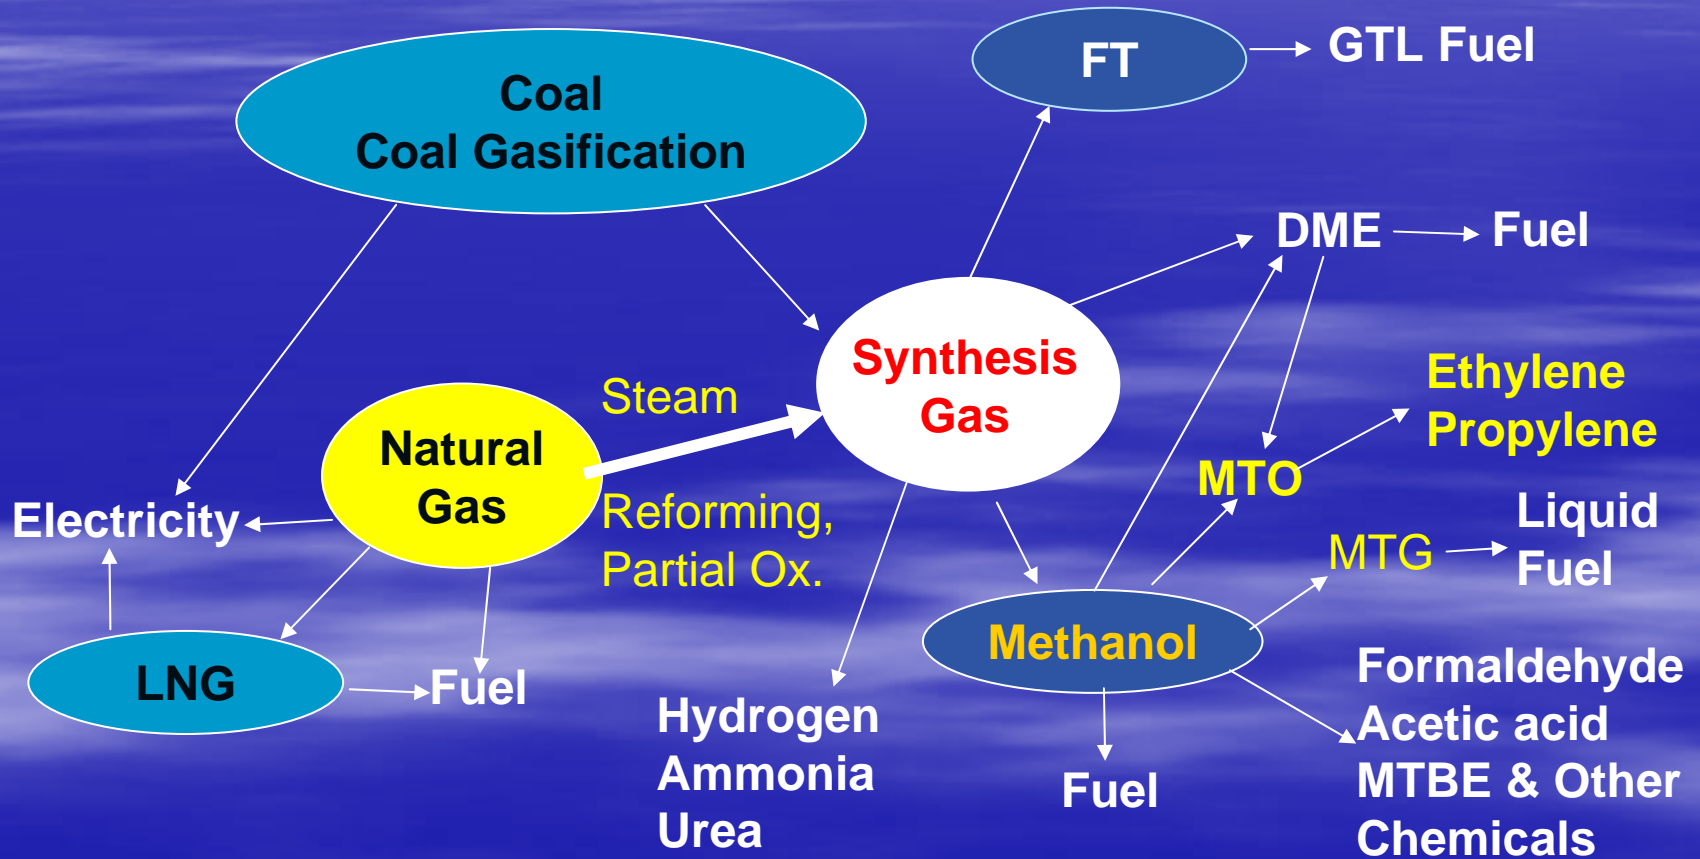 FT
GTL Fuel
Coal
Coal Gasification
DME
Fuel
Synthesis
Gas
Steam
Ethylene
Propylene
Natural
Gas
MTO
Electricity
Reforming,
Partial Ox.
Liquid
Fuel
MTG
Methanol
LNG
Fuel
Formaldehyde
Acetic acid
MTBE & Other
Chemicals
Hydrogen
Ammonia
Urea
Fuel